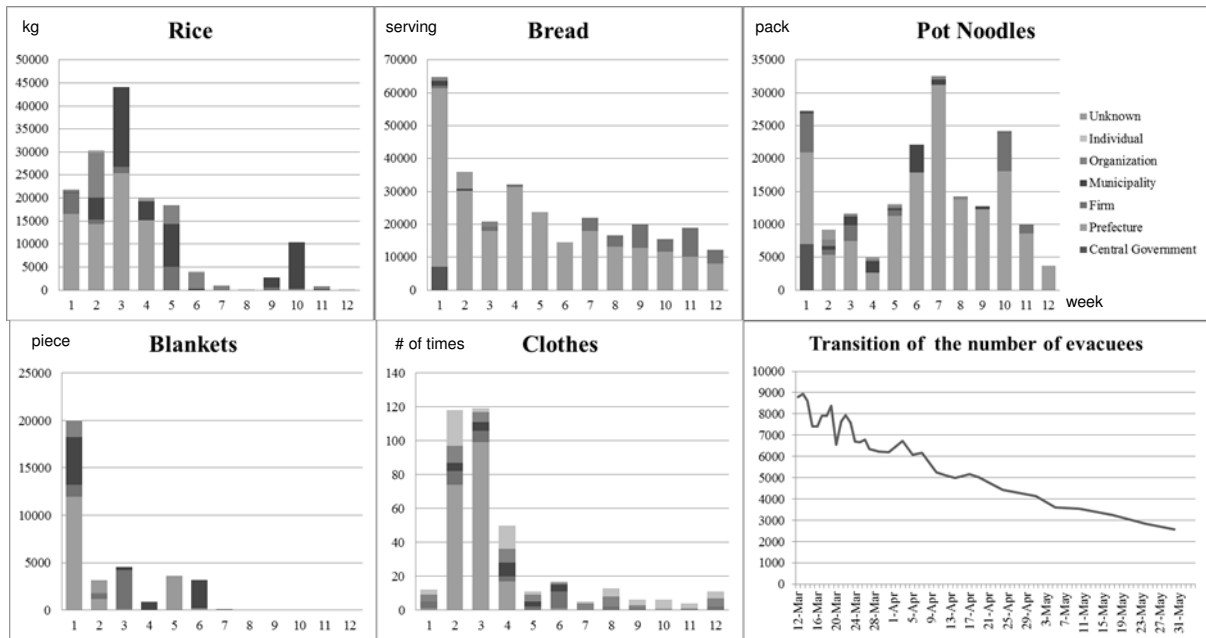 kg
Rice
50000
45000
40000
35000
30000
25000
20000
15000
10000
5000
0
1 2 3 4 5 6 7 8 9 10 11 12
serving
Bread
70000
60000
50000
40000
30000
20000
10000
0
1 2 3 4 5 6 7 8 9 10 11 12
pack
Pot Noodles
35000
30000
25000
20000
15000
10000
5000
0
1 2 3 4 5 6 7 8 9 10 11 12
week
Unknown
Individual
Organization
Municipality
Firm
Prefecture
Central Government
piece
Blankets
25000
20000
15000
10000
5000
0
1 2 3 4 5 6 7 8 9 10 11 12
# of times
Clothes
140
120
100
80
60
40
20
0
1 2 3 4 5 6 7 8 9 10 11 12
Transition of the number of evacuees
10000
9000
8000
7000
6000
5000
4000
3000
2000
1000
0
12-Mar
16-Mar
20-Mar
24-Mar
28-Mar
1-Apr
5-Apr
9-Apr
13-Apr
17-Apr
21-Apr
25-Apr
29-Apr
3-May
7-May
11-May
15-May
19-May
23-May
27-May
31-May